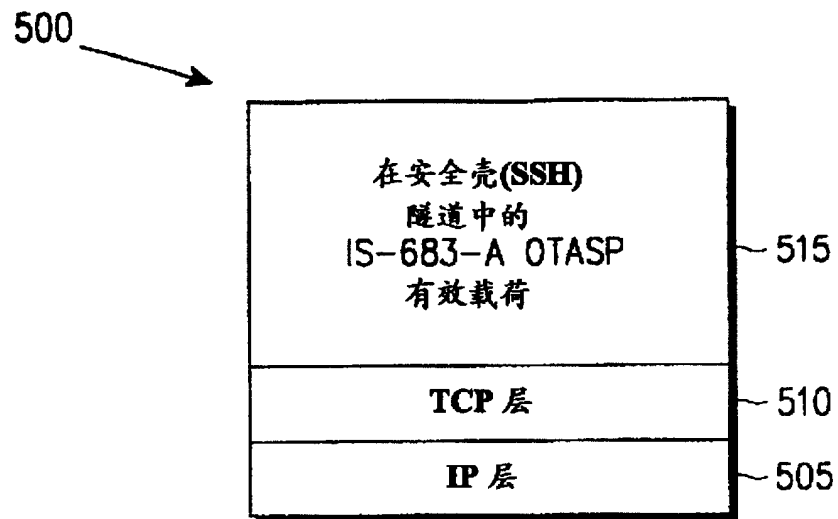 500
在安全壳(SSH)
隧道中的
IS-683-A OTASP
有效载荷
515
TCP 层
510
IP 层
505